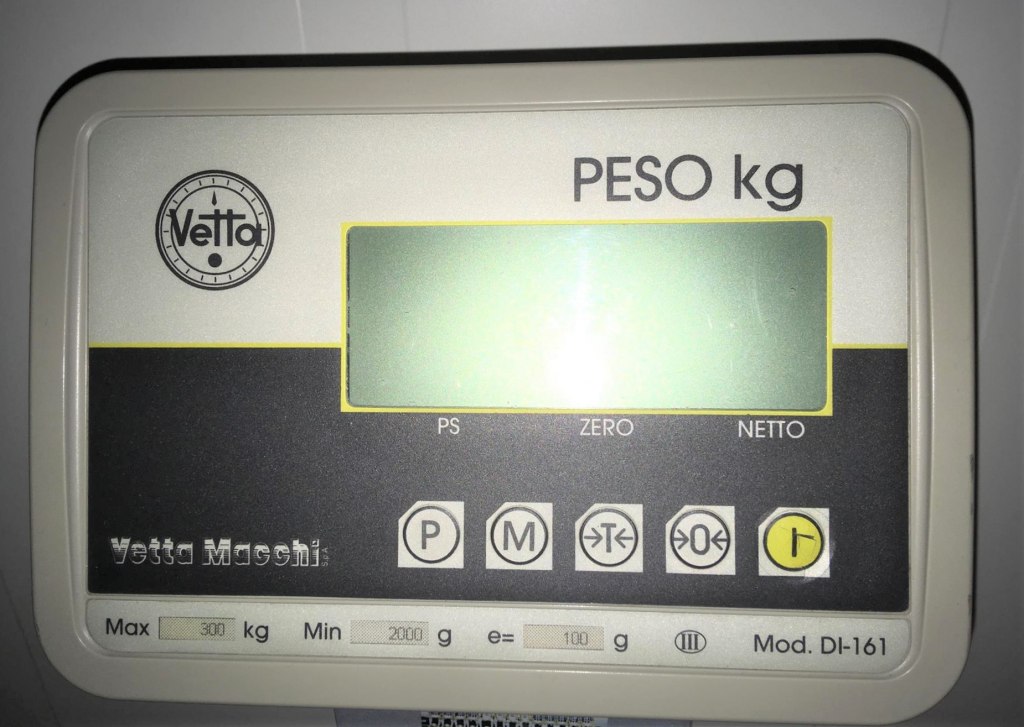 PESO kg
Vetta
PS ZERO NETTO
P M T 0
Vetta Macchi S.p.A
Max 300 kg Min 2000 g e= 100 g III Mod. DI-161